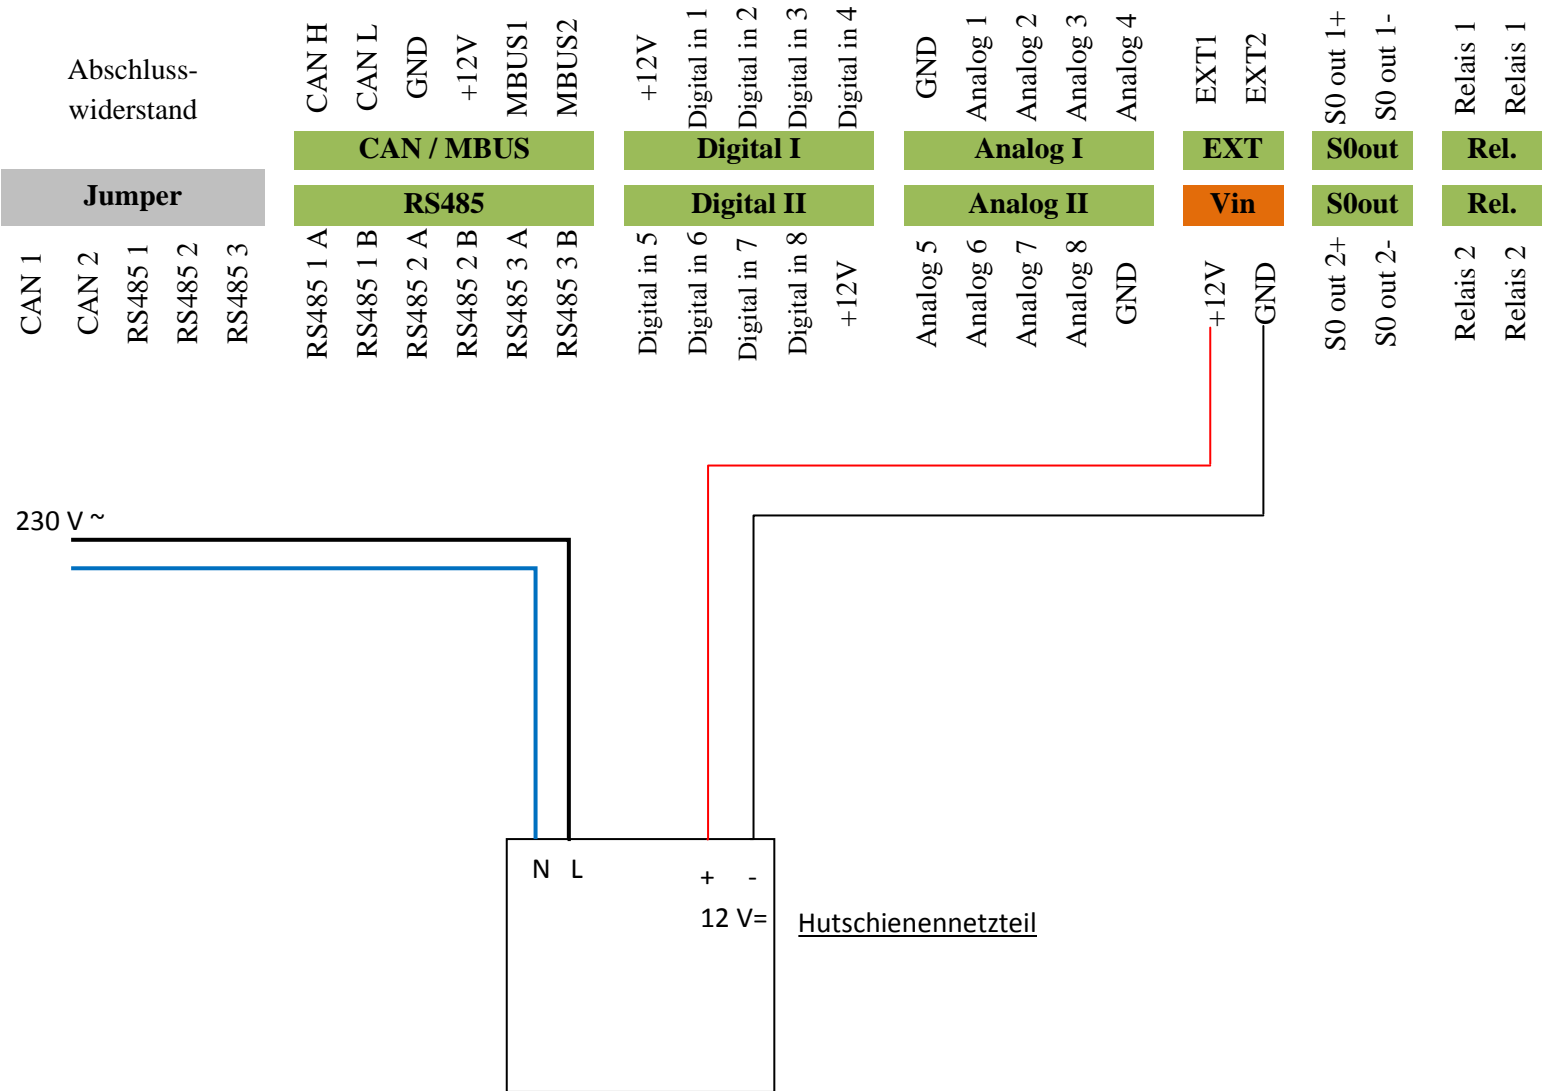 Abschluss-
widerstand
CAN H
CAN L
GND
+12V
MBUS1
MBUS2
+12V
Digital in 1
Digital in 2
Digital in 3
Digital in 4
GND
Analog 1
Analog 2
Analog 3
Analog 4
EXT1
EXT2
S0 out 1+
S0 out 1-
Relais 1
Relais 1
CAN / MBUS
Digital I
Analog I
EXT
S0out
Rel.
Jumper
RS485
Digital II
Analog II
Vin
S0out
Rel.
CAN 1
CAN 2
RS485 1
RS485 2
RS485 3
RS485 1 A
RS485 1 B
RS485 2 A
RS485 2 B
RS485 3 A
RS485 3 B
Digital in 5
Digital in 6
Digital in 7
Digital in 8
+12V
Analog 5
Analog 6
Analog 7
Analog 8
GND
+12V
GND
S0 out 2+
S0 out 2-
Relais 2
Relais 2
230 V ~
N L
+ -
12 V=
Hutschienennetzteil